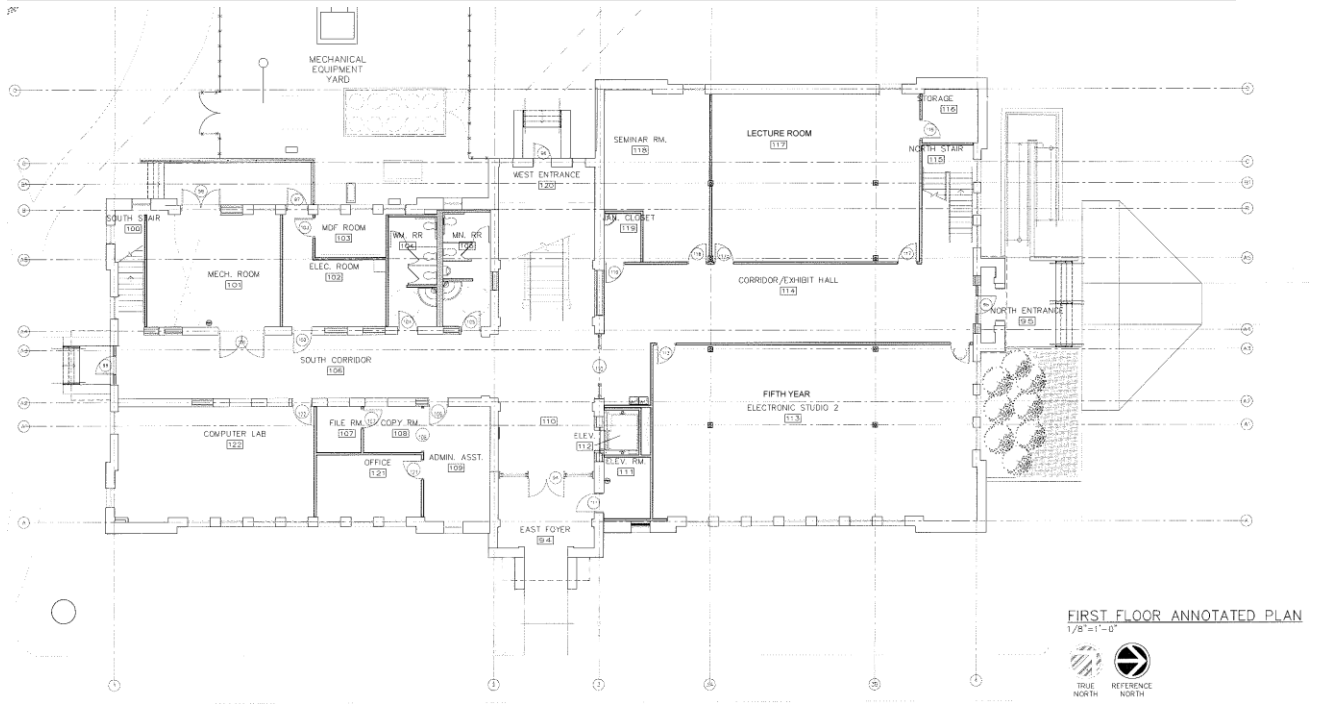 MECHANICAL
EQUIPMENT
YARD
STORAGE
116
SEMINAR RM.
118
LECTURE ROOM
117
NORTH STAIR
115
WEST ENTRANCE
120
SOUTH STAIR
100
MDF ROOM
103
WM. RR
104
MN. RR
105
JAN. CLOSET
119
MECH. ROOM
101
ELEC. ROOM
102
CORRIDOR/EXHIBIT HALL
114
NORTH ENTRANCE
95
SOUTH CORRIDOR
106
FIFTH YEAR
ELECTRONIC STUDIO 2
113
COMPUTER LAB
122
FILE RM.
107
COPY RM.
108
110
ELEV.
112
OFFICE
121
ADMIN. ASST.
109
ELEV. RM.
111
EAST FOYER
94
FIRST FLOOR ANNOTATED PLAN
1/8"=1'-0"
TRUE
NORTH
REFERENCE
NORTH